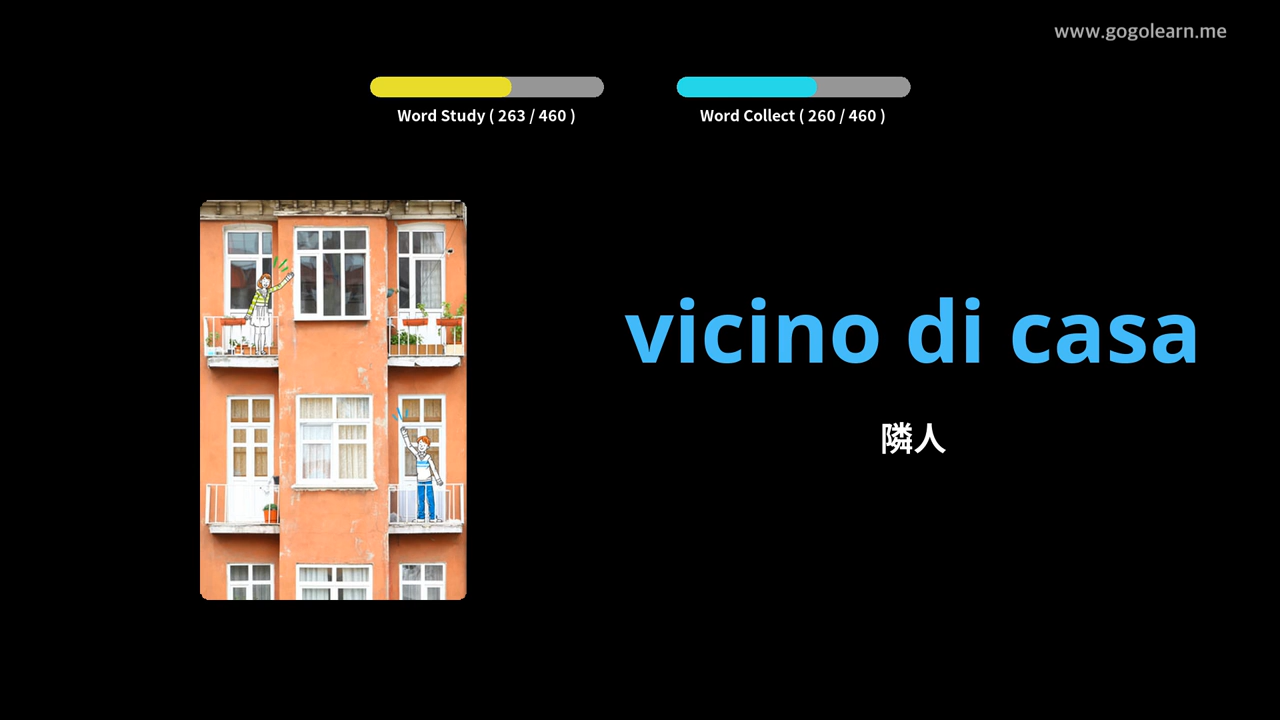 www.gogolearn.me
Word Study ( 263 / 460 )
Word Collect ( 260 / 460 )
vicino di casa
隣人